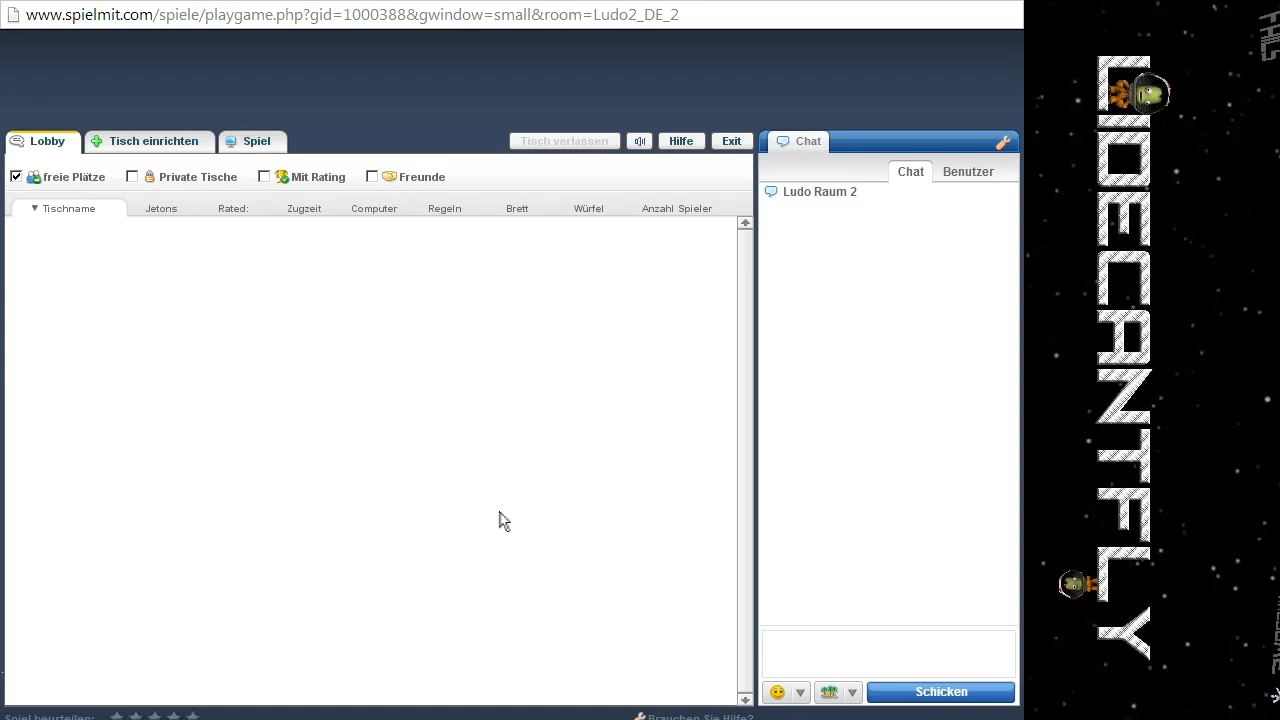 www.spielmit.com/spiele/playgame.php?gid=1000388&gwindow=small&room=Ludo2_DE_2
Lobby
Tisch einrichten
Spiel
Tisch verlassen
Hilfe
Exit
Chat
freie Plätze
Private Tische
Mit Rating
Freunde
Chat
Benutzer
Tischname
Jetons
Rated:
Zugzeit
Computer
Regeln
Brett
Würfel
Anzahl Spieler
Ludo Raum 2
Schicken
Spiel beurteilen:
Brauchen Sie Hilfe?
LIDECANTFLY